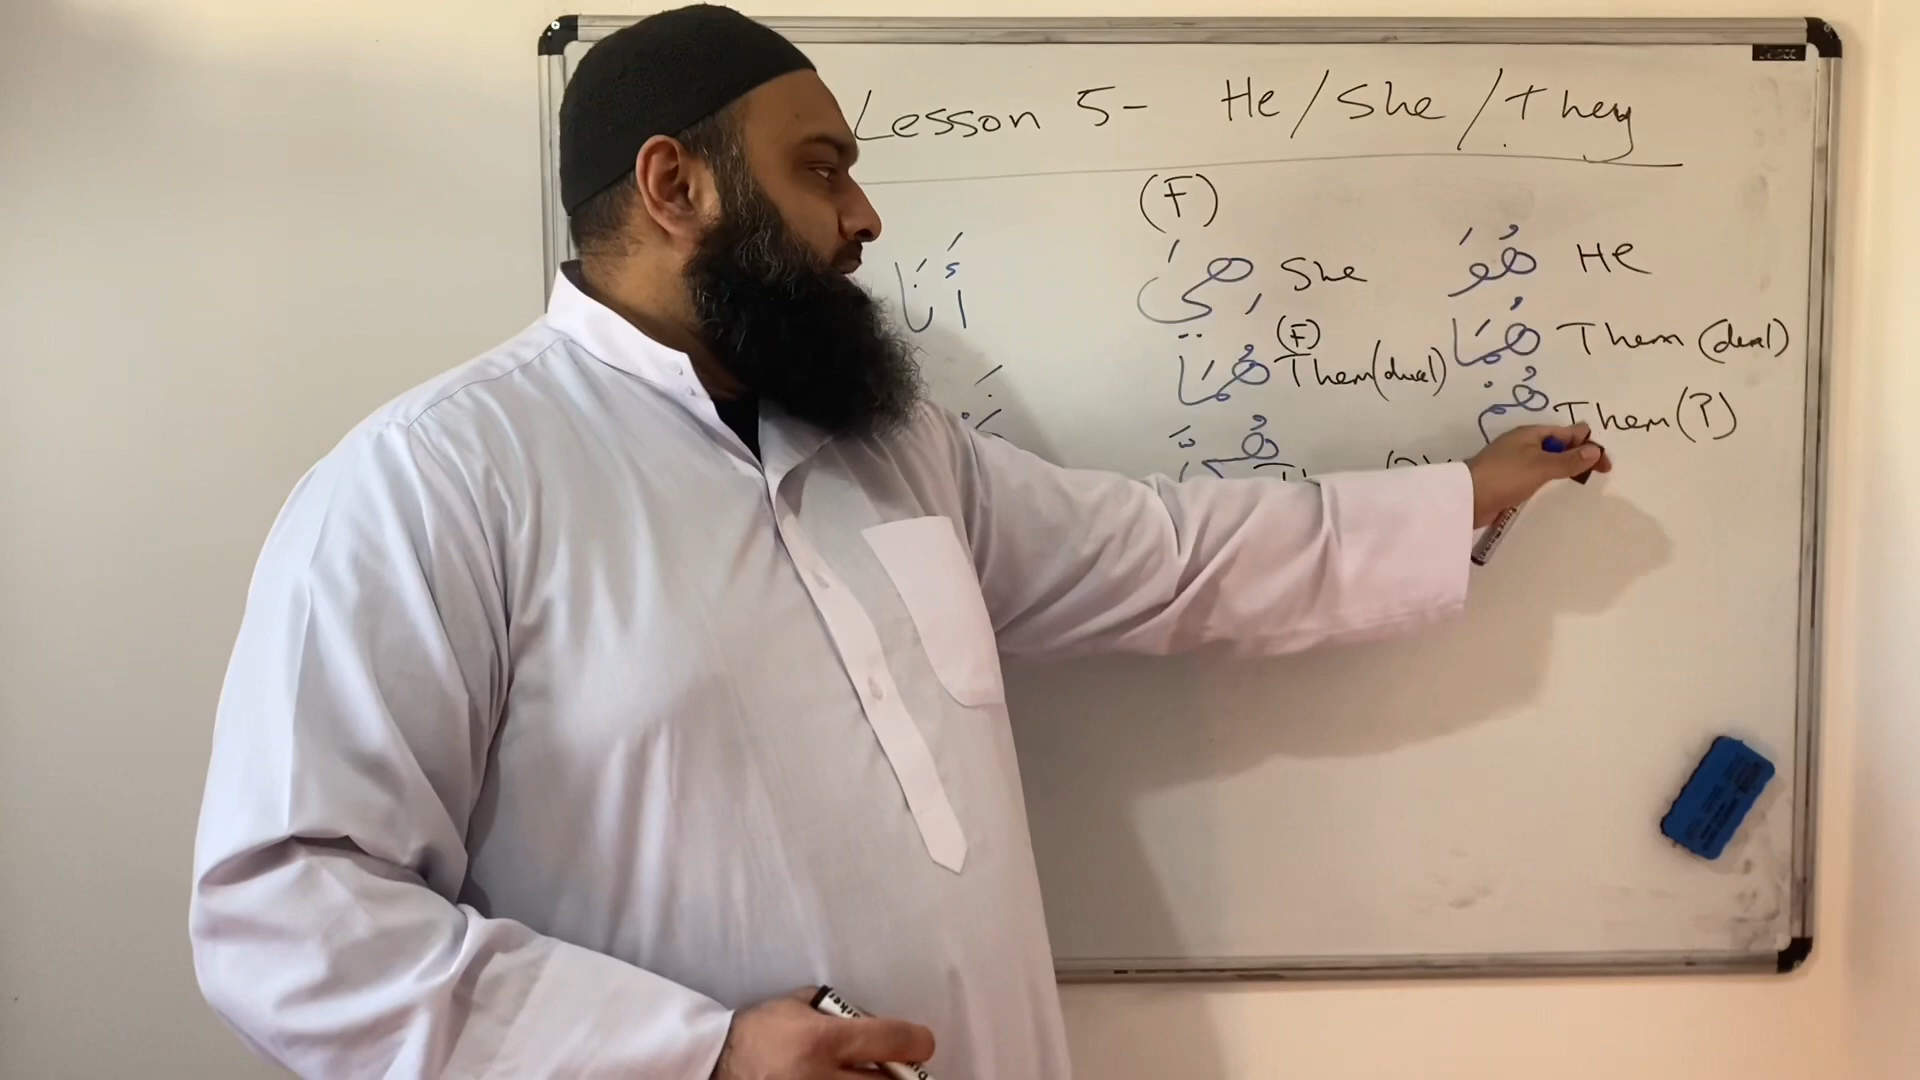 Lesson 5- He/She/They
(F)
هُوَ He
هِيَ She
أَنَا
هُمَا Them (dual)
هُمَا Them(dual) (F)
هُمْ Them(P)